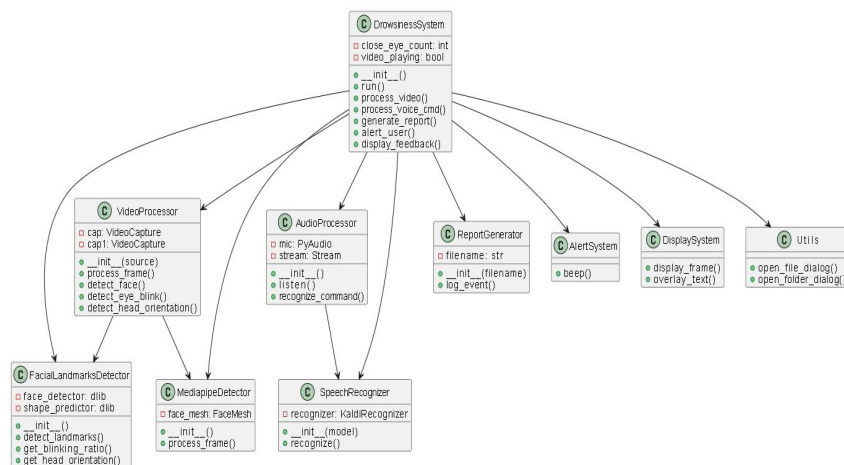 C DrowsinessSystem
close_eye_count: int
video_playing: bool
__init__()
run()
process_video()
process_voice_cmd()
generate_report()
alert_user()
display_feedback()
C VideoProcessor
cap: VideoCapture
cap1: VideoCapture
__init__(source)
process_frame()
detect_face()
detect_eye_blink()
detect_head_orientation()
C AudioProcessor
mic: PyAudio
stream: Stream
__init__()
listen()
recognize_command()
C ReportGenerator
filename: str
__init__(filename)
log_event()
C AlertSystem
beep()
C DisplaySystem
display_frame()
overlay_text()
C Utils
open_file_dialog()
open_folder_dialog()
C FacialLandmarksDetector
face_detector: dlib
shape_predictor: dlib
__init__()
detect_landmarks()
get_blinking_ratio()
get_head_orientation()
C MediapipeDetector
face_mesh: FaceMesh
__init__()
process_frame()
C SpeechRecognizer
recognizer: KaldiRecognizer
__init__(model)
recognize()